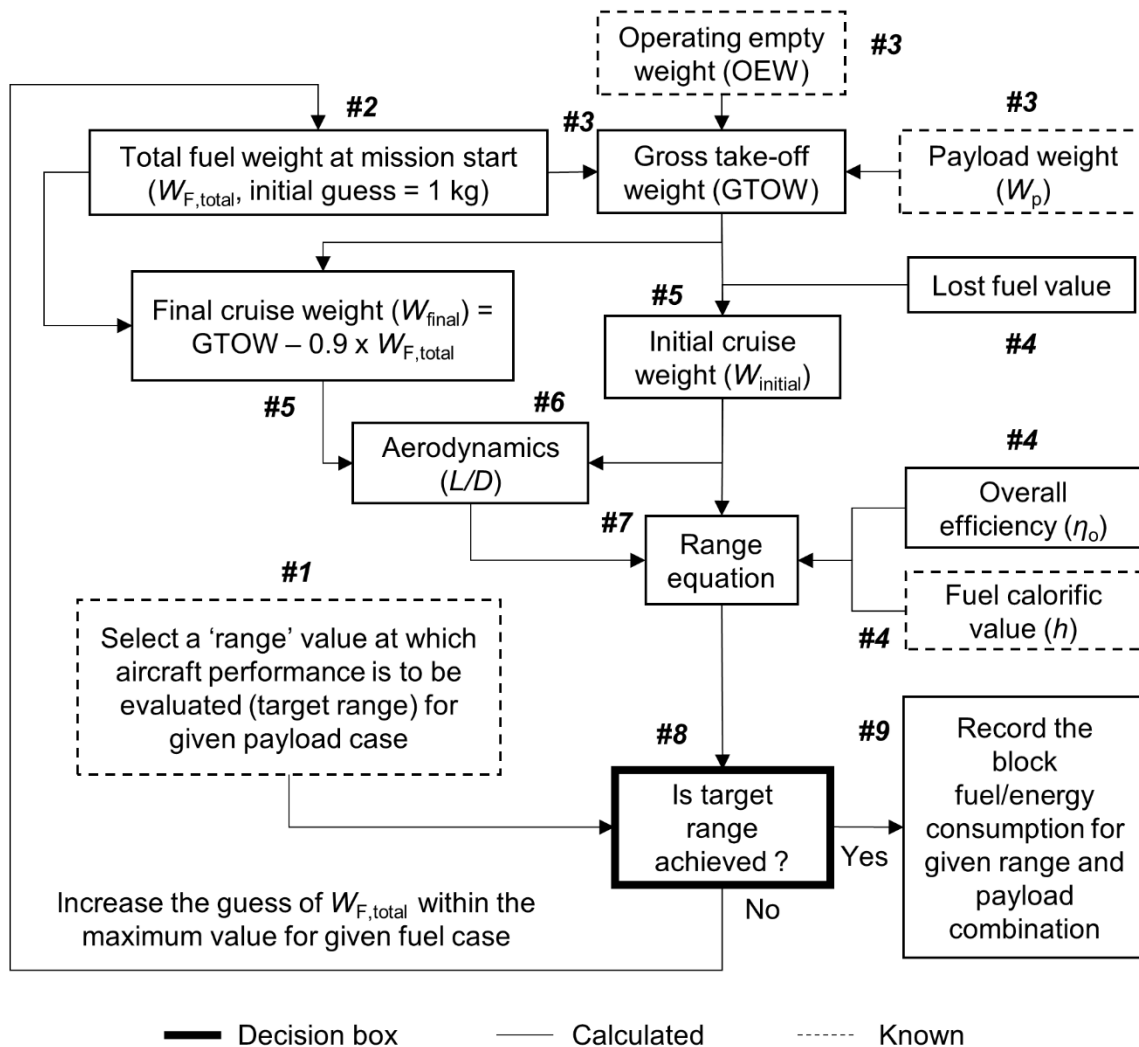 Operating empty
weight (OEW)
#3
#2
#3
#3
Total fuel weight at mission start
(WF,total, initial guess = 1 kg)
Gross take-off
weight (GTOW)
Payload weight
(Wp)
Final cruise weight (Wfinal) =
GTOW – 0.9 x WF,total
#5
Lost fuel value
Initial cruise
weight (Winitial)
#4
#5
#6
Aerodynamics
(L/D)
#4
Overall
efficiency (ηo)
#7
Range
equation
Fuel calorific
value (h)
#4
#1
Select a ‘range’ value at which
aircraft performance is to be
evaluated (target range) for
given payload case
#8
#9
Is target
range
achieved ?
Yes
No
Record the
block
fuel/energy
consumption for
given range and
payload
combination
Increase the guess of WF,total within the
maximum value for given fuel case
Decision box
Calculated
Known